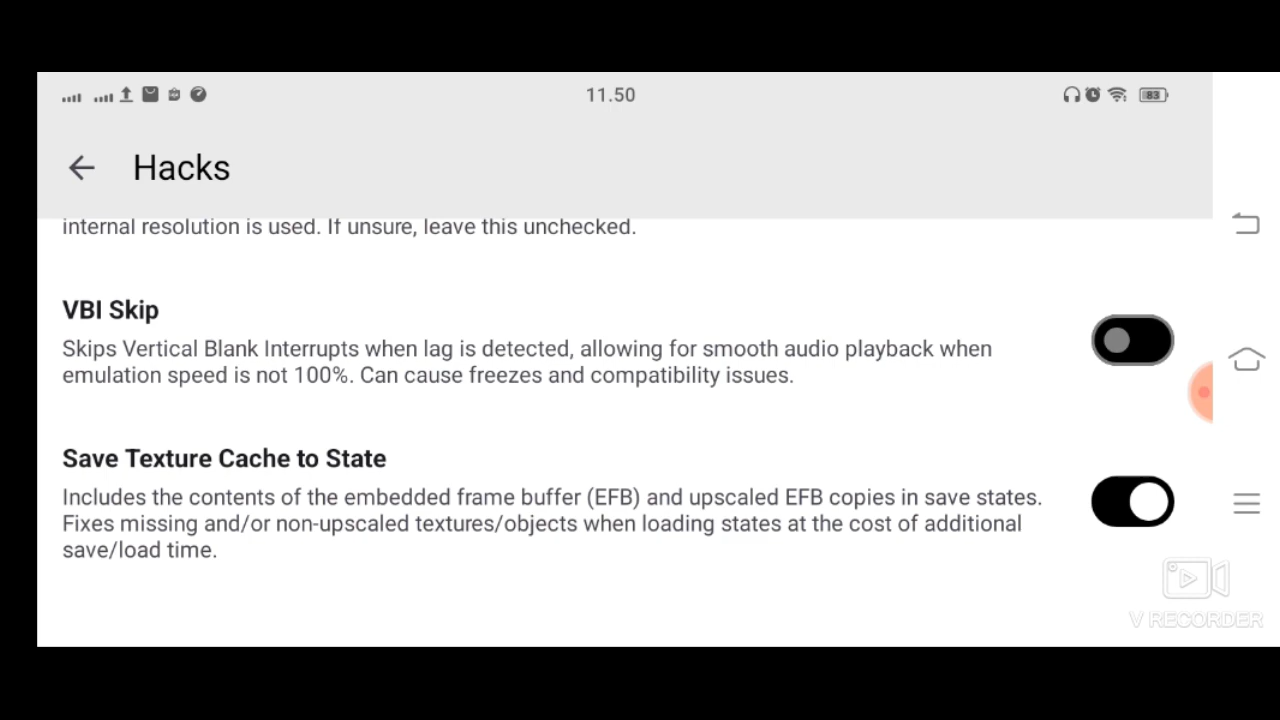 11.50
83
Hacks
internal resolution is used. If unsure, leave this unchecked.
VBI Skip
Skips Vertical Blank Interrupts when lag is detected, allowing for smooth audio playback when
emulation speed is not 100%. Can cause freezes and compatibility issues.
Save Texture Cache to State
Includes the contents of the embedded frame buffer (EFB) and upscaled EFB copies in save states.
Fixes missing and/or non-upscaled textures/objects when loading states at the cost of additional
save/load time.
V RECORDER